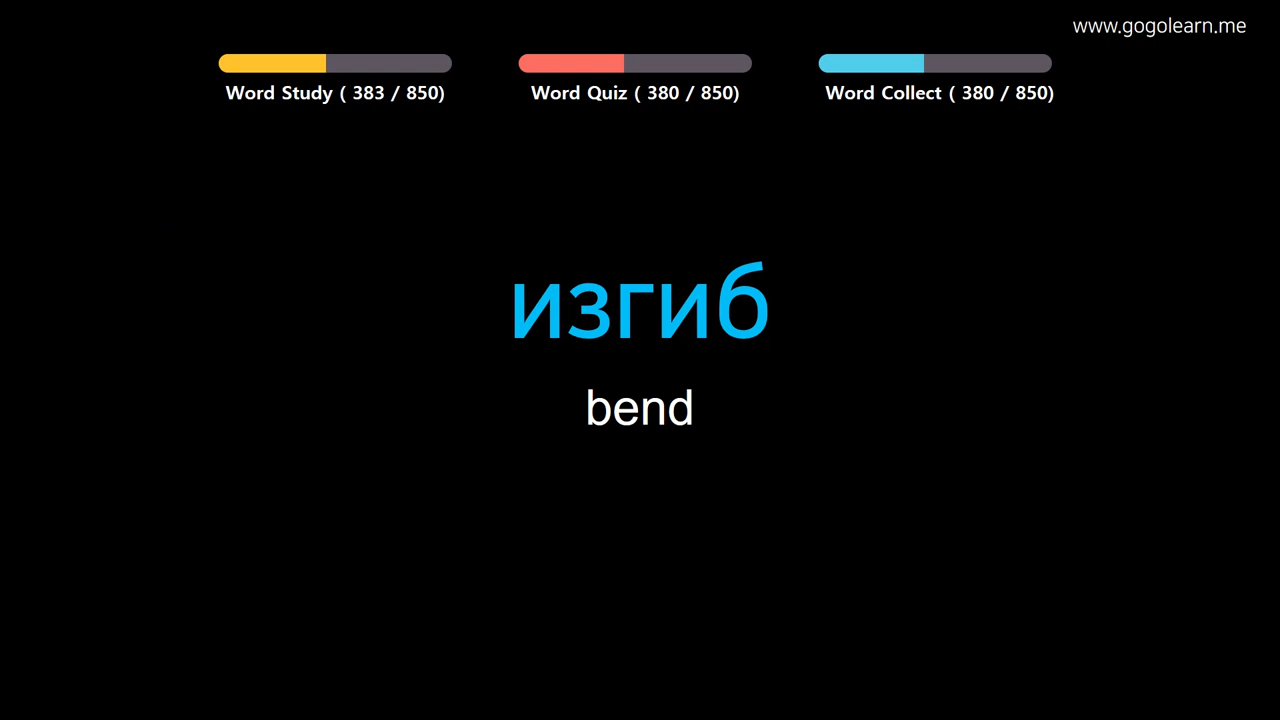 www.gogolearn.me
Word Study ( 383 / 850)
Word Quiz ( 380 / 850)
Word Collect ( 380 / 850)
изгиб
bend